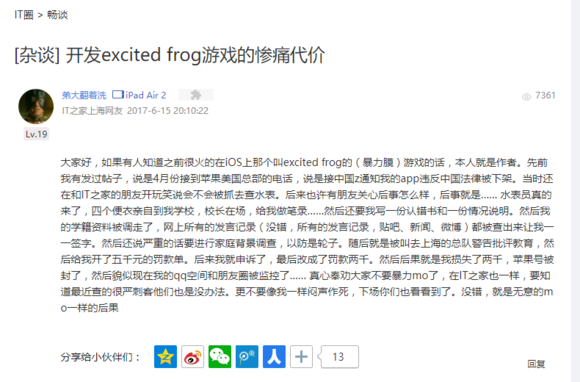 IT圈 > 畅谈
[杂谈] 开发excited frog游戏的惨痛代价
弟大翻着洗 iPad Air 2
7361
IT之家上海网友 2017-6-15 20:10:22
Lv.19
大家好，如果有人知道之前很火的在iOS上那个叫excited frog的（暴力膜）游戏的话，本人就是作者。先前
我有发过帖子，说是4月份接到苹果美国总部的电话，说是接中国z通知我的app违反中国法律被下架。当时还
在和IT之家的朋友开玩笑说会不会被抓去查水表。后来也许有朋友关心后事怎么样，后事就是...... 水表员真的
来了，四个便衣亲自到我学校，校长在场，给我做笔录......然后还要我写一份认错书和一份情况说明。然后我
的学籍资料被调走了，网上所有的发言记录（没错，所有的发言记录，贴吧、新闻、微博）都被查出来让我一
一签字。然后还说严重的话要进行家庭背景调查，以防是轮子。随后就是被叫去上海的总队警告批评教育，然
后给我开了五千元的罚款单。后来我就申诉了，最后改成了罚款两千。然后后果就是我损失了两千，苹果号被
封了，然后貌似现在我的qq空间和朋友圈被监控了...... 真心奉劝大家不要暴力mo了，在IT之家也一样，要知
道最近查的很严刺客他们也是没办法。更不要像我一样闷声作死，下场你们也看看到了。没错，就是无意的m
o一样的后果
分享给小伙伴们： 13
回复